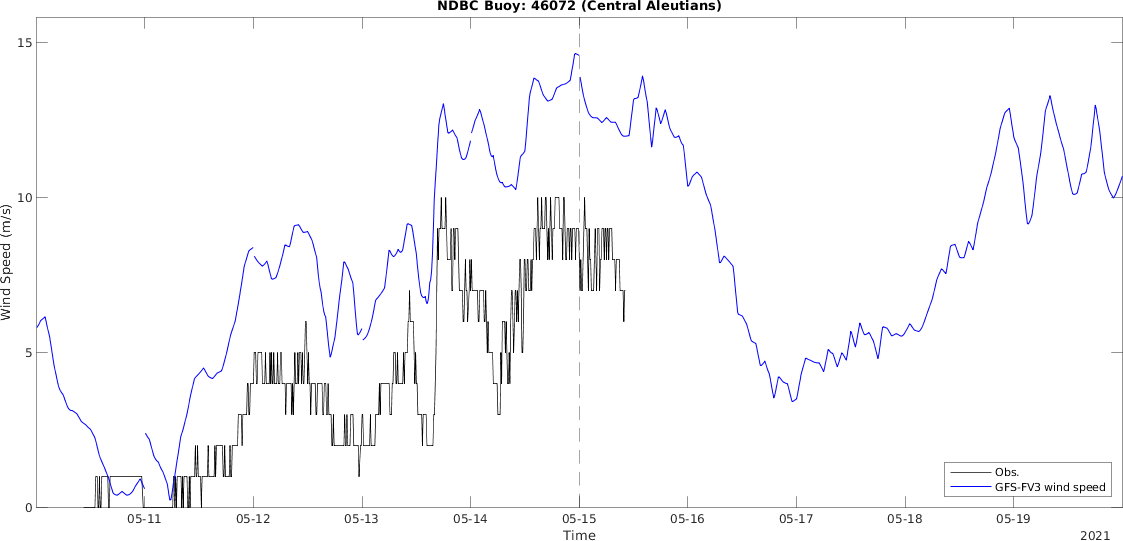 NDBC Buoy: 46072 (Central Aleutians)
15
10
5
0
Wind Speed (m/s)
Obs.
GFS-FV3 wind speed
05-11 05-12 05-13 05-14 05-15 05-16 05-17 05-18 05-19
Time
2021